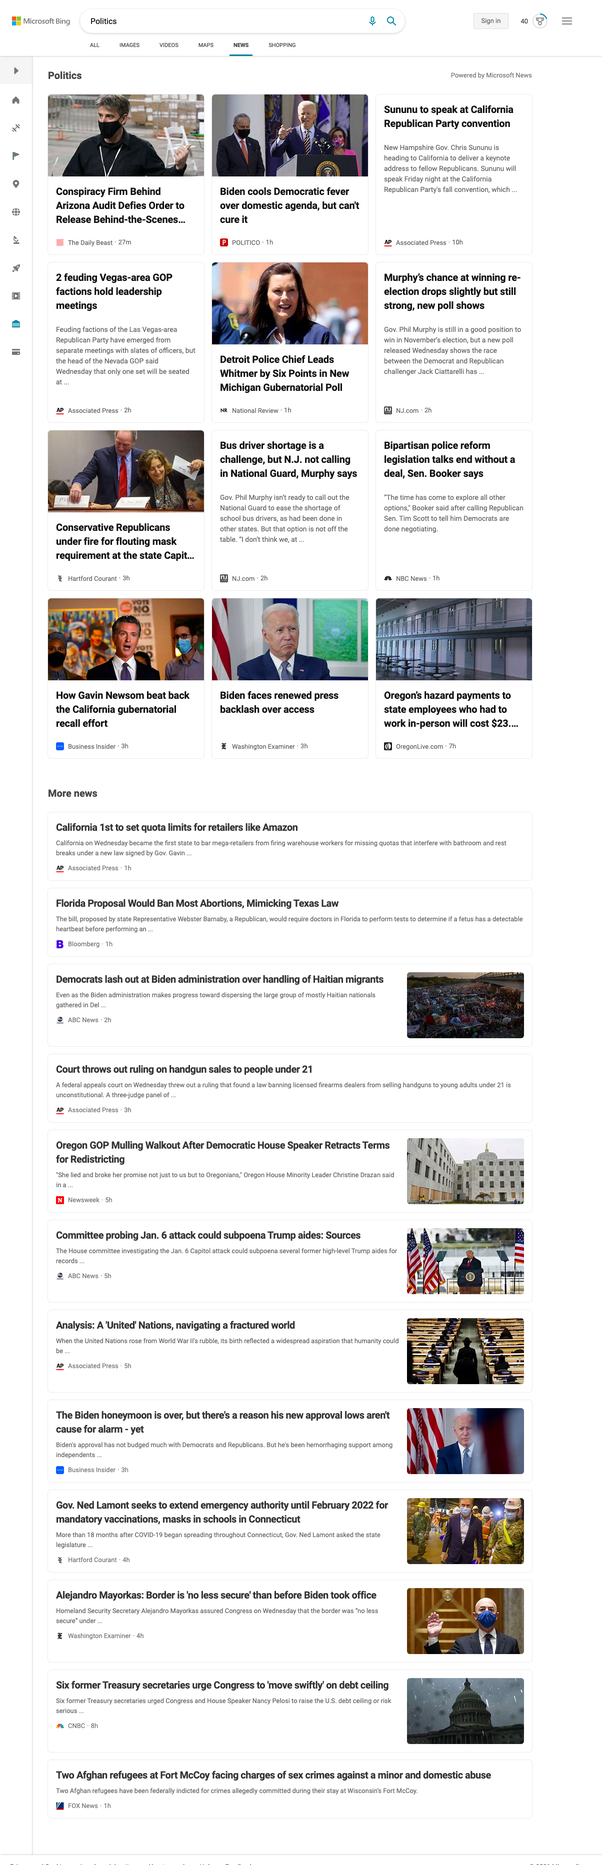 Microsoft Bing
Politics
Sign in
40
ALL
IMAGES
VIDEOS
MAPS
NEWS
SHOPPING
Politics
Powered by Microsoft News
Conspiracy Firm Behind
Arizona Audit Defies Order to
Release Behind-the-Scenes...
The Daily Beast · 27m
Biden cools Democratic fever
over domestic agenda, but can't
cure it
POLITICO · 1h
Sununu to speak at California
Republican Party convention
New Hampshire Gov. Chris Sununu is
heading to California to deliver a keynote
address to fellow Republicans. Sununu will
speak Friday night at the California
Republican Party's fall convention, which ...
AP Associated Press · 10h
2 feuding Vegas-area GOP
factions hold leadership
meetings
Feuding factions of the Las Vegas-area
Republican Party have emerged from
separate meetings with slates of officers, but
the head of the Nevada GOP said
Wednesday that only one set will be seated
at ...
AP Associated Press · 2h
Detroit Police Chief Leads
Whitmer by Six Points in New
Michigan Gubernatorial Poll
NR National Review · 1h
Murphy's chance at winning re-
election drops slightly but still
strong, new poll shows
Gov. Phil Murphy is still in a good position to
win in November's election, but a new poll
released Wednesday shows the race
between the Democrat and Republican
challenger Jack Ciattarelli has ...
NJ.com · 2h
Conservative Republicans
under fire for flouting mask
requirement at the state Capit...
Hartford Courant · 3h
Bus driver shortage is a
challenge, but N.J. not calling
in National Guard, Murphy says
Gov. Phil Murphy isn't ready to call out the
National Guard to ease the shortage of
school bus drivers, as had been done in
other states. But that option is not off the
table. "I don't think we, at ...
NJ.com · 2h
Bipartisan police reform
legislation talks end without a
deal, Sen. Booker says
"The time has come to explore all other
options," Booker said after calling Republican
Sen. Tim Scott to tell him Democrats are
done negotiating.
NBC News · 1h
How Gavin Newsom beat back
the California gubernatorial
recall effort
Business Insider · 3h
Biden faces renewed press
backlash over access
Washington Examiner · 3h
Oregon's hazard payments to
state employees who had to
work in-person will cost $23....
OregonLive.com · 7h
More news
California 1st to set quota limits for retailers like Amazon
California on Wednesday became the first state to bar mega-retailers from firing warehouse workers for missing quotas that interfere with bathroom and rest
breaks under a new law signed by Gov. Gavin ...
AP Associated Press · 1h
Florida Proposal Would Ban Most Abortions, Mimicking Texas Law
The bill, proposed by state Representative Webster Barnaby, a Republican, would require doctors in Florida to perform tests to determine if a fetus has a detectable
heartbeat before performing an ...
B Bloomberg · 1h
Democrats lash out at Biden administration over handling of Haitian migrants
Even as the Biden administration makes progress toward dispersing the large group of mostly Haitian nationals
gathered in Del ...
ABC News · 2h
Court throws out ruling on handgun sales to people under 21
A federal appeals court on Wednesday threw out a ruling that found a law banning licensed firearms dealers from selling handguns to young adults under 21 is
unconstitutional. A three-judge panel of ...
AP Associated Press · 3h
Oregon GOP Mulling Walkout After Democratic House Speaker Retracts Terms
for Redistricting
"She lied and broke her promise not just to us but to Oregonians," Oregon House Minority Leader Christine Drazan said
in a ...
N Newsweek · 5h
Committee probing Jan. 6 attack could subpoena Trump aides: Sources
The House committee investigating the Jan. 6 Capitol attack could subpoena several former high-level Trump aides for
records ...
ABC News · 5h
Analysis: A 'United' Nations, navigating a fractured world
When the United Nations rose from World War II's rubble, its birth reflected a widespread aspiration that humanity could
be ...
AP Associated Press · 5h
The Biden honeymoon is over, but there's a reason his new approval lows aren't
cause for alarm - yet
Biden's approval has not budged much with Democrats and Republicans. But he's been hemorrhaging support among
independents ...
Business Insider · 3h
Gov. Ned Lamont seeks to extend emergency authority until February 2022 for
mandatory vaccinations, masks in schools in Connecticut
More than 18 months after COVID-19 began spreading throughout Connecticut, Gov. Ned Lamont asked the state
legislature ...
Hartford Courant · 4h
Alejandro Mayorkas: Border is 'no less secure' than before Biden took office
Homeland Security Secretary Alejandro Mayorkas assured Congress on Wednesday that the border was "no less
secure" under ...
Washington Examiner · 4h
Six former Treasury secretaries urge Congress to 'move swiftly' on debt ceiling
Six former Treasury secretaries urged Congress and House Speaker Nancy Pelosi to raise the U.S. debt ceiling or risk
serious ...
CNBC · 8h
Two Afghan refugees at Fort McCoy facing charges of sex crimes against a minor and domestic abuse
Two Afghan refugees have been federally indicted for crimes allegedly committed during their stay at Wisconsin's Fort McCoy.
FOX News · 1h